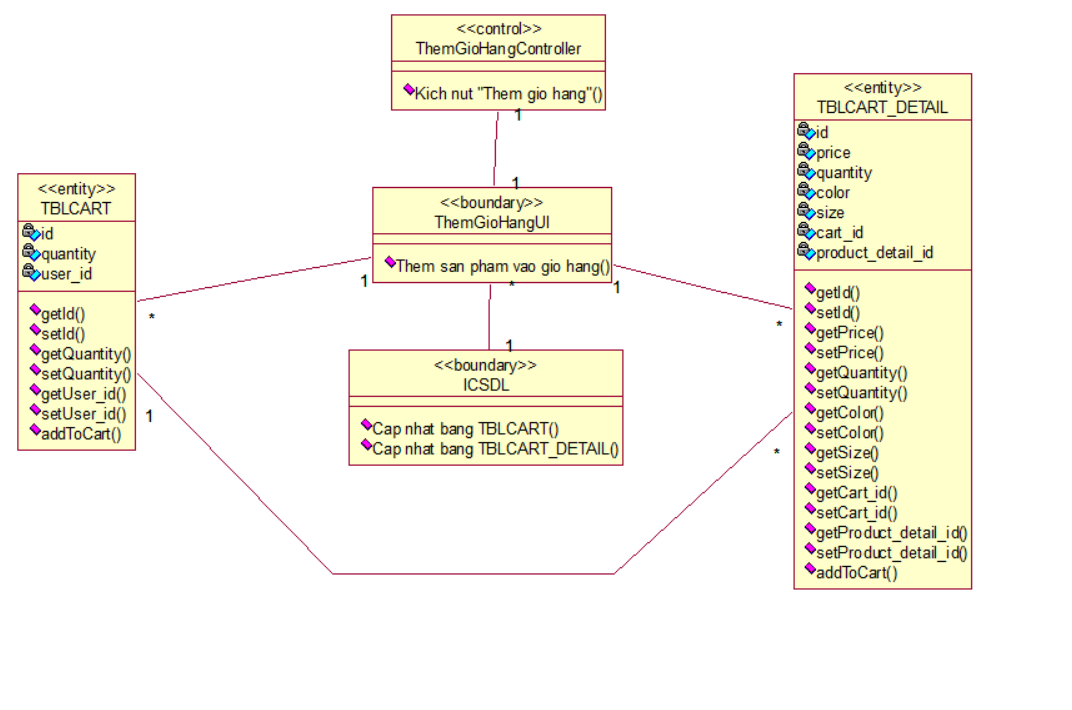 <<control>>
ThemGioHangController
Kich nut "Them gio hang"()
1
1
<<boundary>>
ThemGioHangUI
Them san pham vao gio hang()
1
*
1
*
*
1
<<boundary>>
ICSDL
Cap nhat bang TBLCART()
Cap nhat bang TBLCART_DETAIL()
<<entity>>
TBLCART
id
quantity
user_id
getId()
setId()
getQuantity()
setQuantity()
getUser_id()
setUser_id()
addToCart()
1
*
<<entity>>
TBLCART_DETAIL
id
price
quantity
color
size
cart_id
product_detail_id
getId()
setId()
getPrice()
setPrice()
getQuantity()
setQuantity()
getColor()
setColor()
getSize()
setSize()
getCart_id()
setCart_id()
getProduct_detail_id()
setProduct_detail_id()
addToCart()